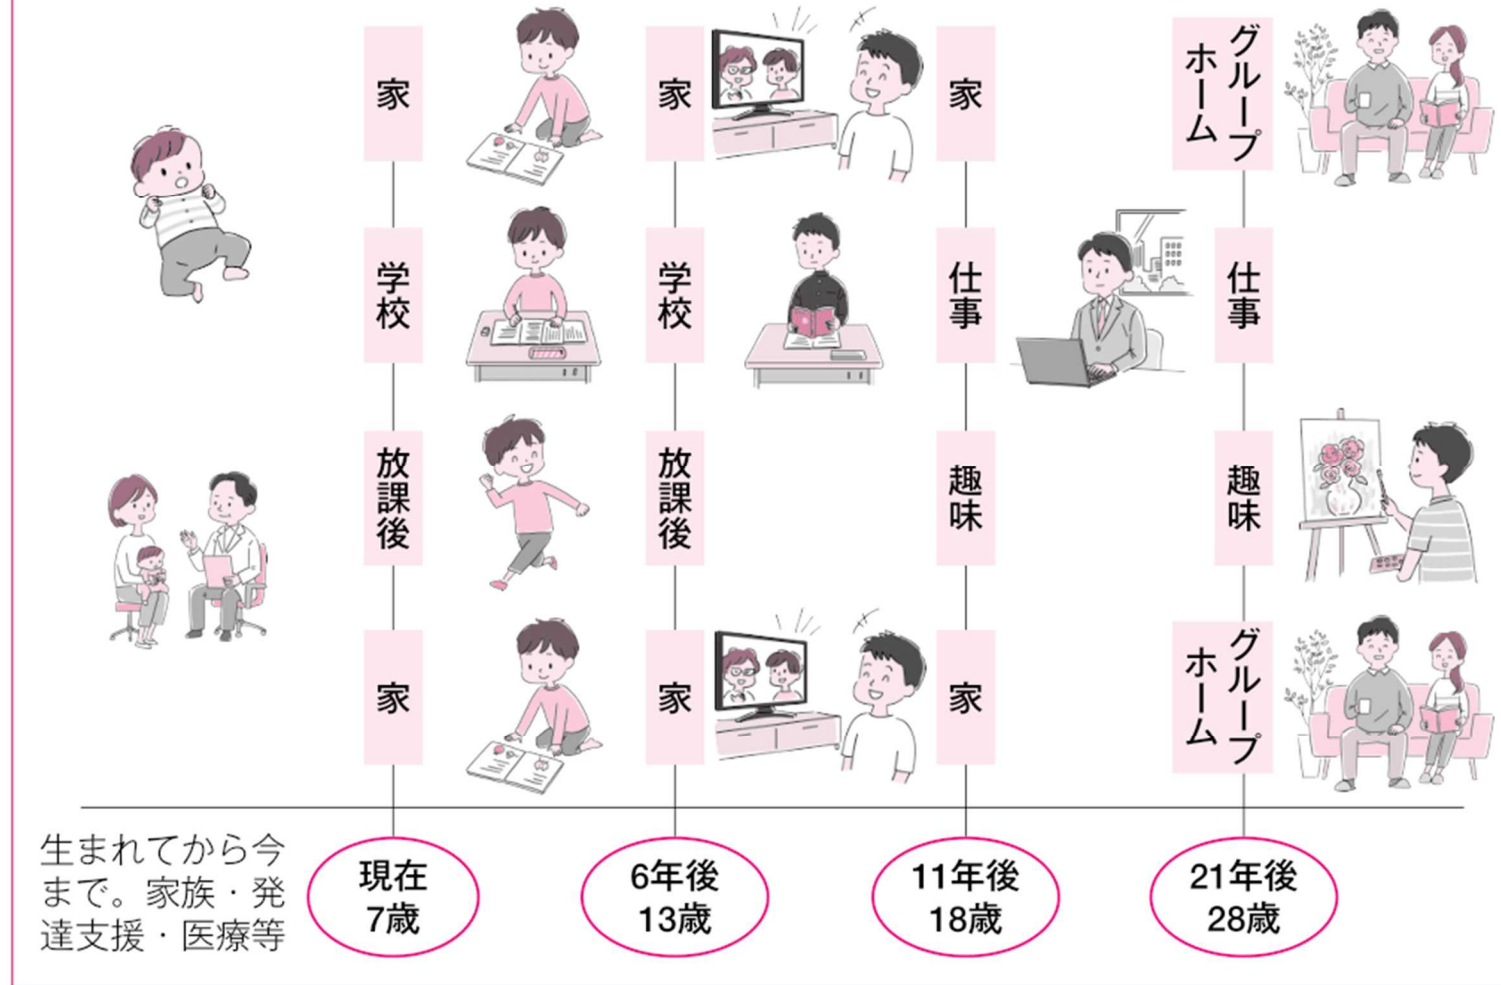 家
学校
放課後
家
家
学校
放課後
家
家
仕事
趣味
家
グループ
ホーム
仕事
趣味
グループ
ホーム
生まれてから今
まで。家族・発
達支援・医療等
現在
7歳
6年後
13歳
11年後
18歳
21年後
28歳